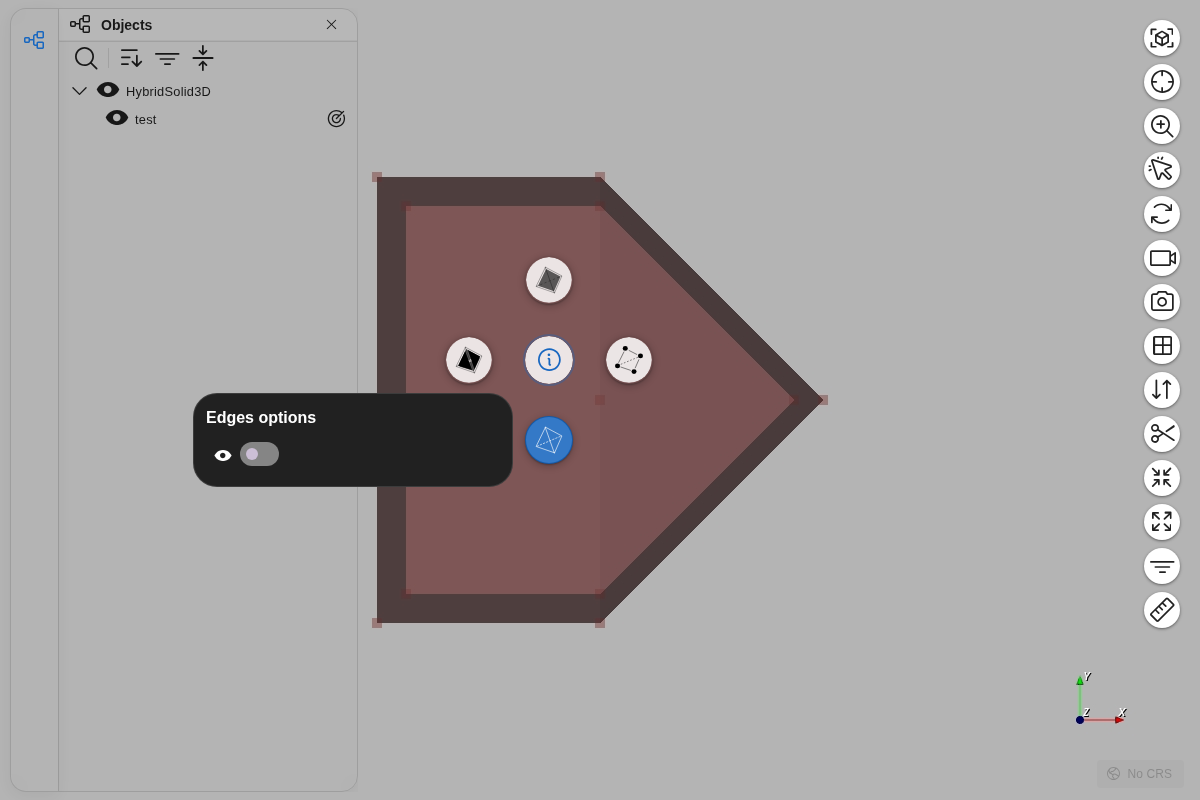 Objects
HybridSolid3D
test
Edges options
Y
Z
X
No CRS